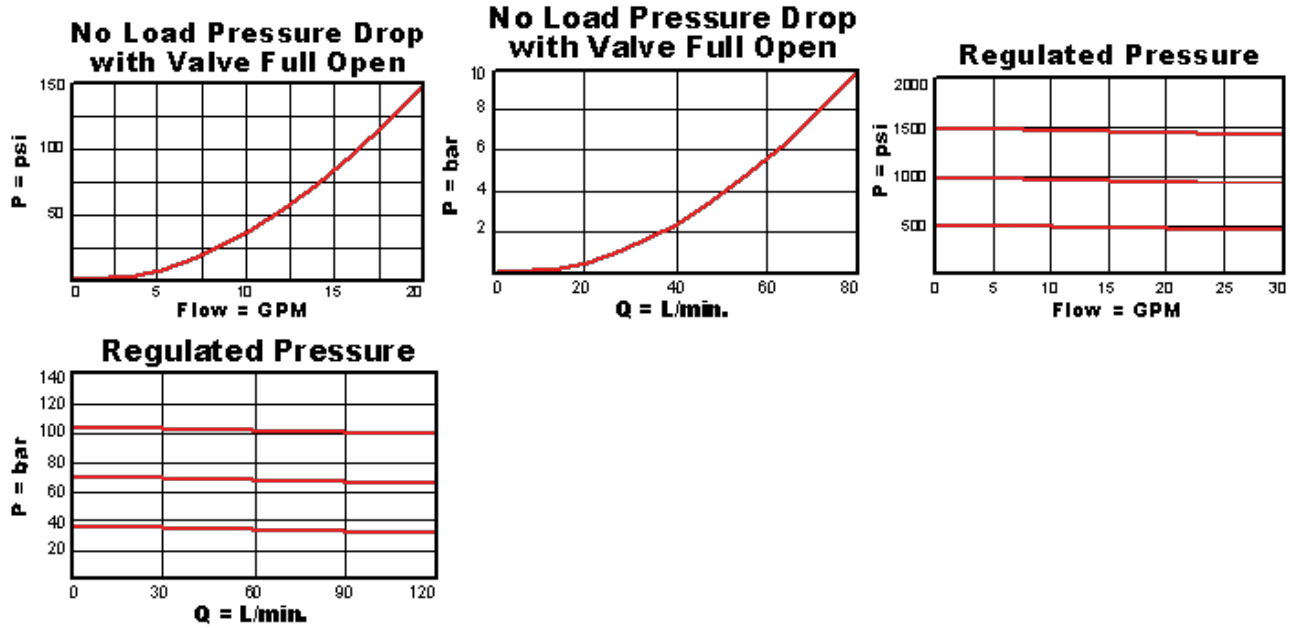 No Load Pressure Drop
with Valve Full Open
150
100
50
P = psi
0 5 10 15 20
Flow = GPM
No Load Pressure Drop
with Valve Full Open
10
8
6
4
2
P = bar
0 20 40 60 80
Q = L/min.
Regulated Pressure
2000
1500
1000
500
P = psi
0 5 10 15 20 25 30
Flow = GPM
Regulated Pressure
140
120
100
80
60
40
20
P = bar
0 30 60 90 120
Q = L/min.